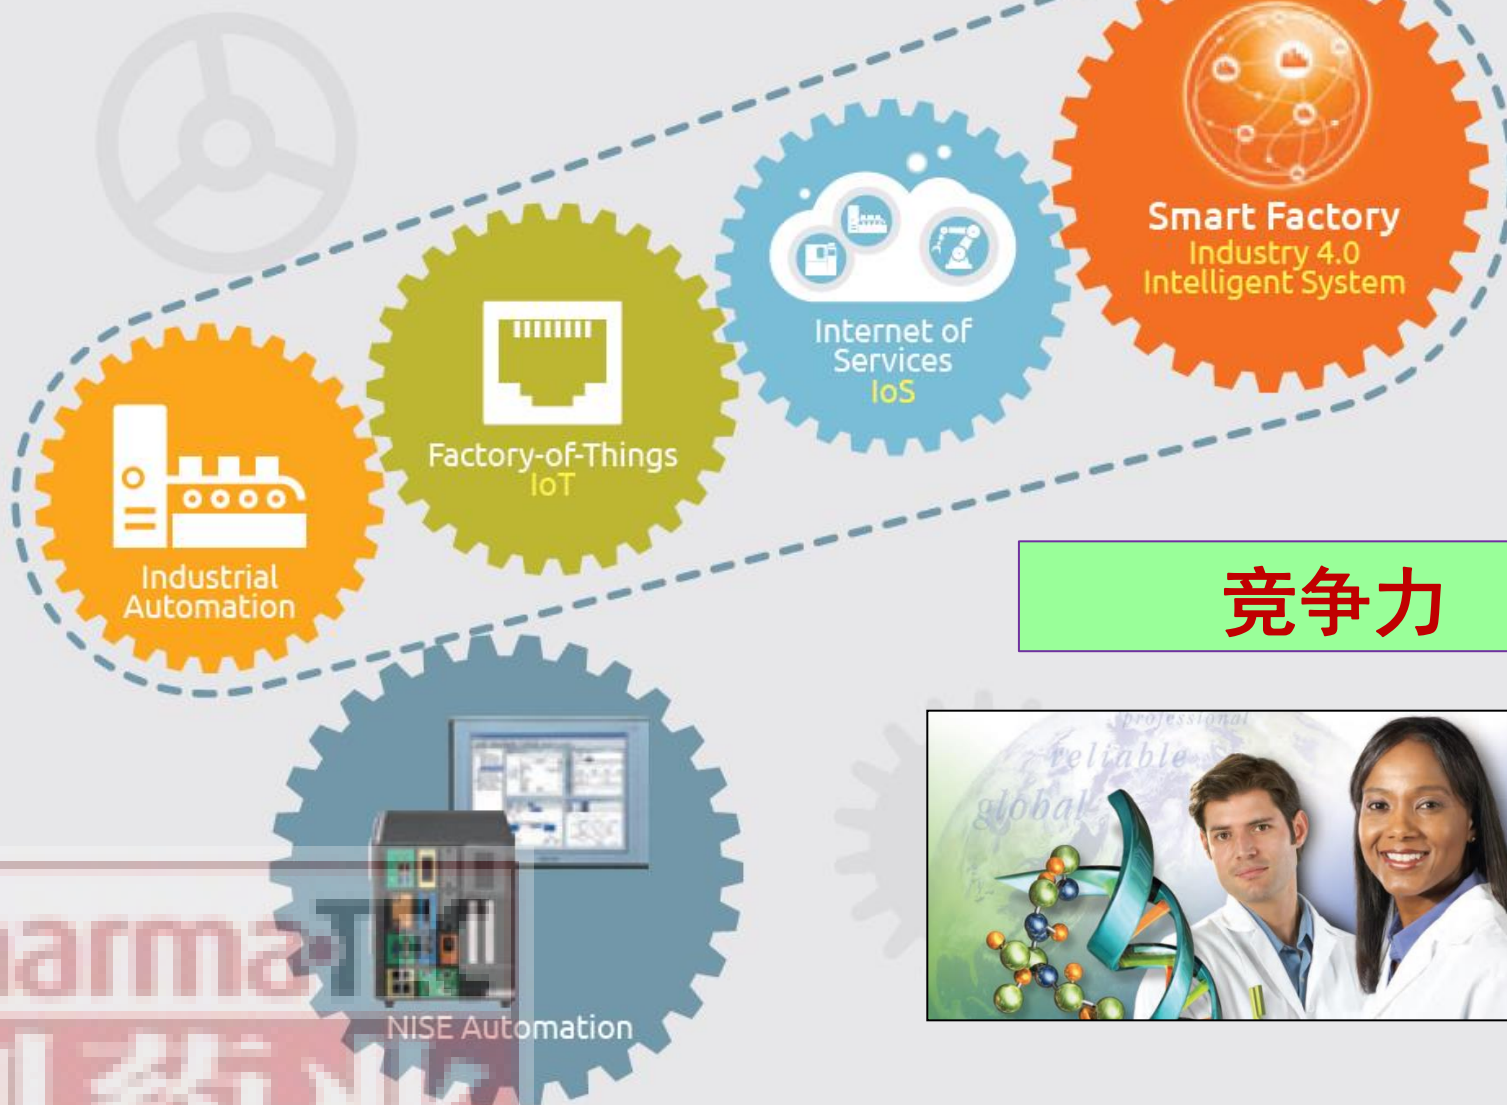 Smart Factory
Industry 4.0
Intelligent System
Internet of
Services
IoS
Factory-of-Things
IoT
Industrial
Automation
竞争力
professional
reliable
global
NISE Automation